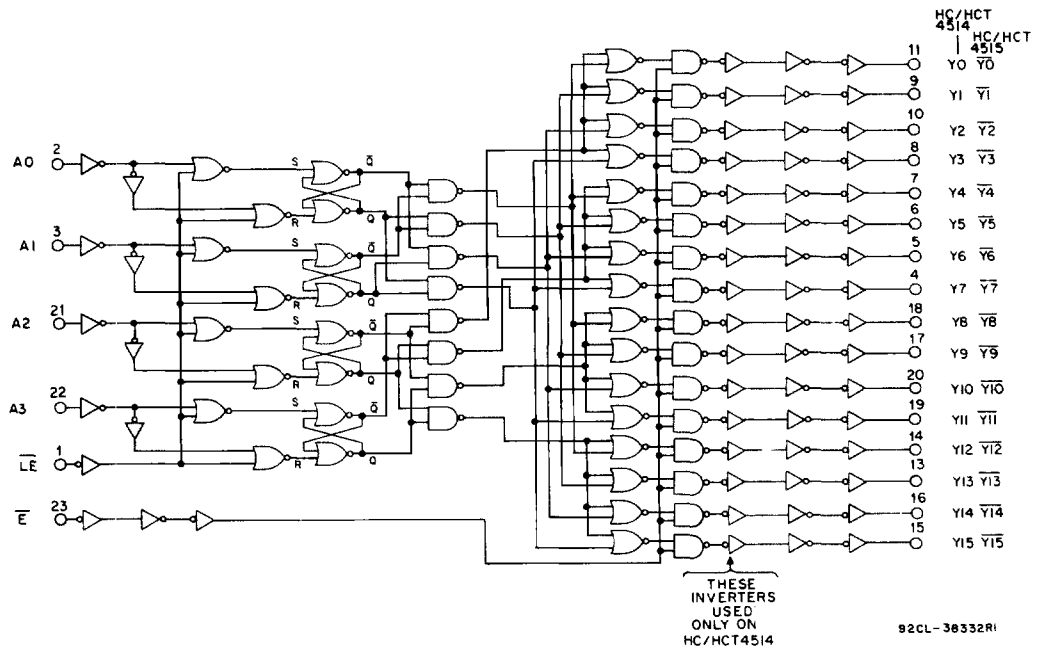 HC/HCT
4514
HC/HCT
4515
11 Y0 Y0
9 Y1 Y1
10 Y2 Y2
8 Y3 Y3
7 Y4 Y4
6 Y5 Y5
5 Y6 Y6
4 Y7 Y7
18 Y8 Y8
17 Y9 Y9
20 Y10 Y10
19 Y11 Y11
14 Y12 Y12
13 Y13 Y13
16 Y14 Y14
15 Y15 Y15
A0 2
S Q
R Q
A1 3
S Q
R Q
A2 21
S Q
R Q
A3 22
S Q
R Q
LE 1
E 23
THESE
INVERTERS
USED
ONLY ON
HC/HCT4514
92CL-38332RI